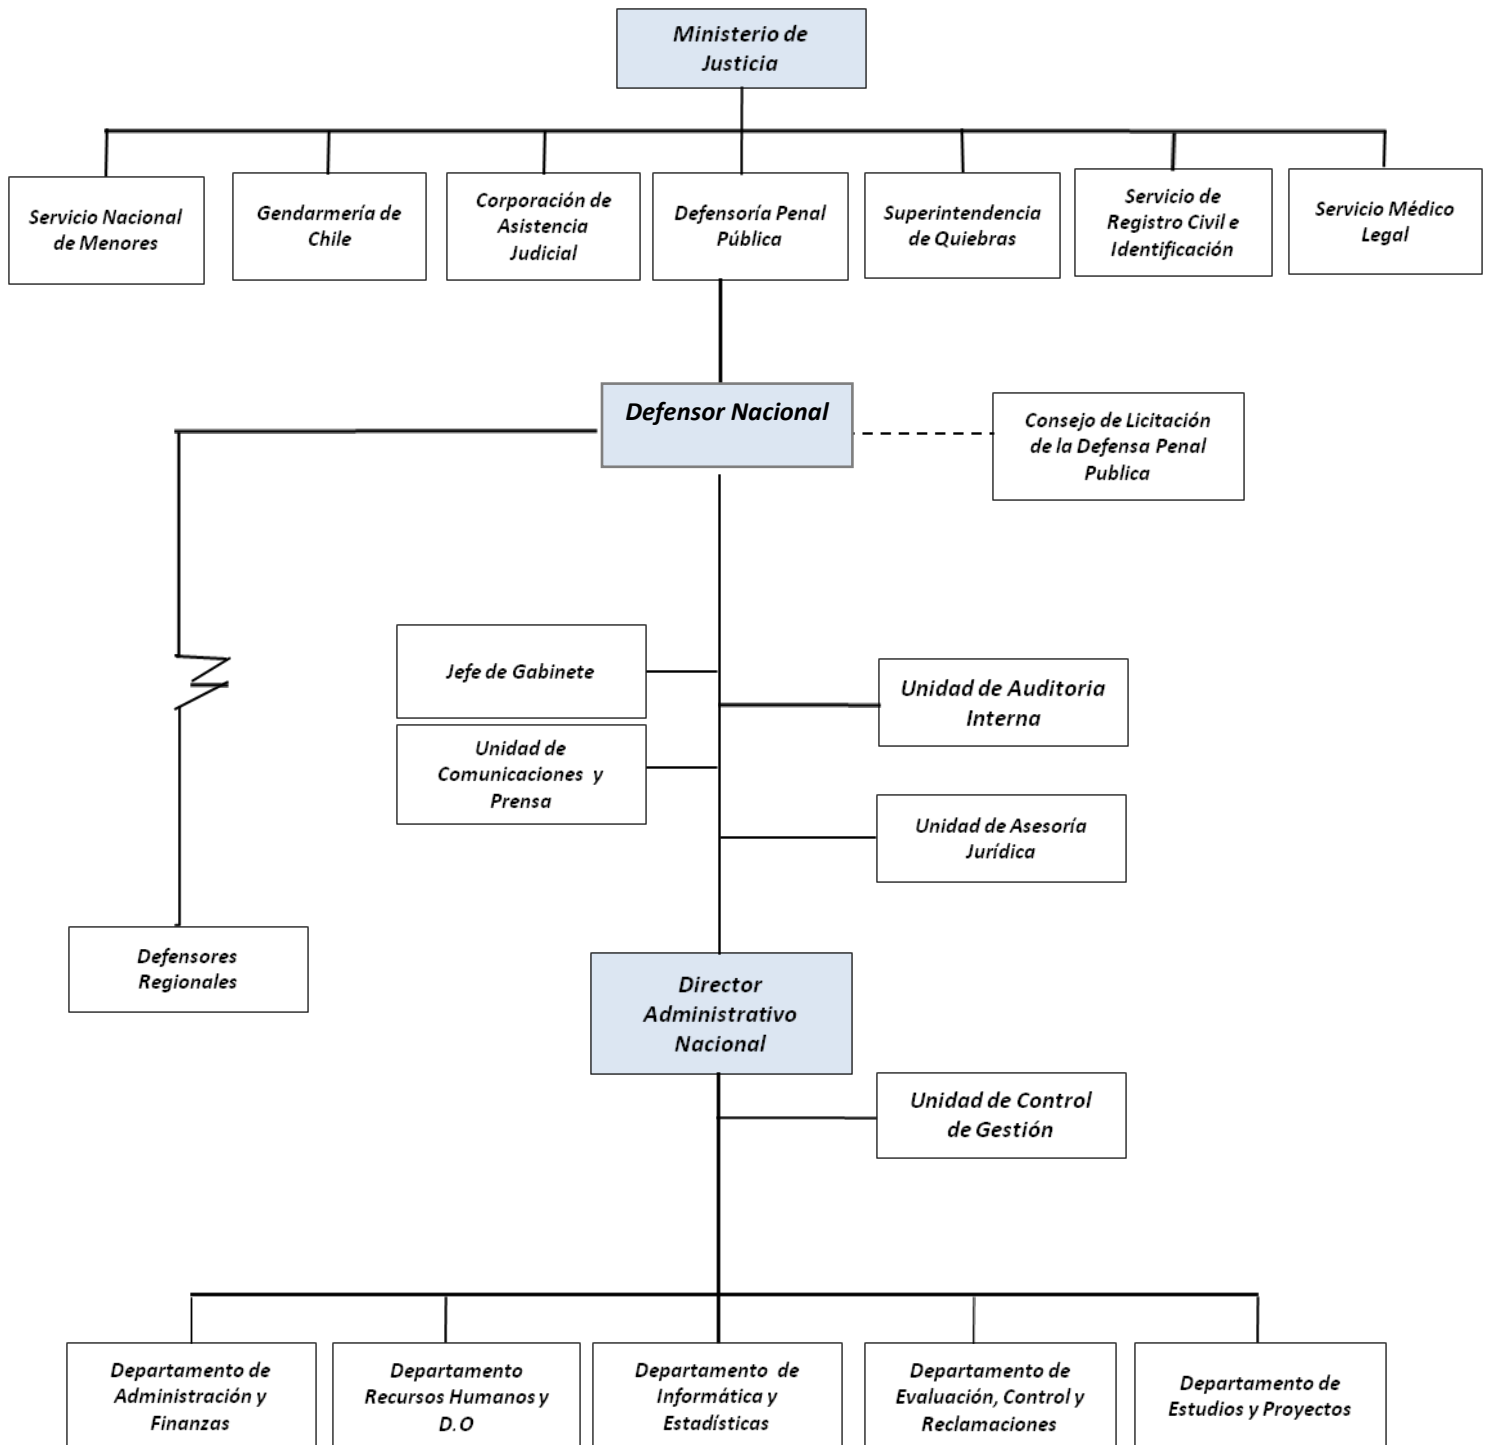 Ministerio de
Justicia
Servicio Nacional
de Menores
Gendarmería de
Chile
Corporación de
Asistencia
Judicial
Defensoría Penal
Pública
Superintendencia
de Quiebras
Servicio de
Registro Civil e
Identificación
Servicio Médico
Legal
Defensor Nacional
Consejo de Licitación
de la Defensa Penal
Publica
Jefe de Gabinete
Unidad de Auditoria
Interna
Unidad de
Comunicaciones y
Prensa
Unidad de Asesoría
Jurídica
Defensores
Regionales
Director
Administrativo
Nacional
Unidad de Control
de Gestión
Departamento de
Administración y
Finanzas
Departamento
Recursos Humanos y
D.O
Departamento de
Informática y
Estadísticas
Departamento de
Evaluación, Control y
Reclamaciones
Departamento de
Estudios y Proyectos